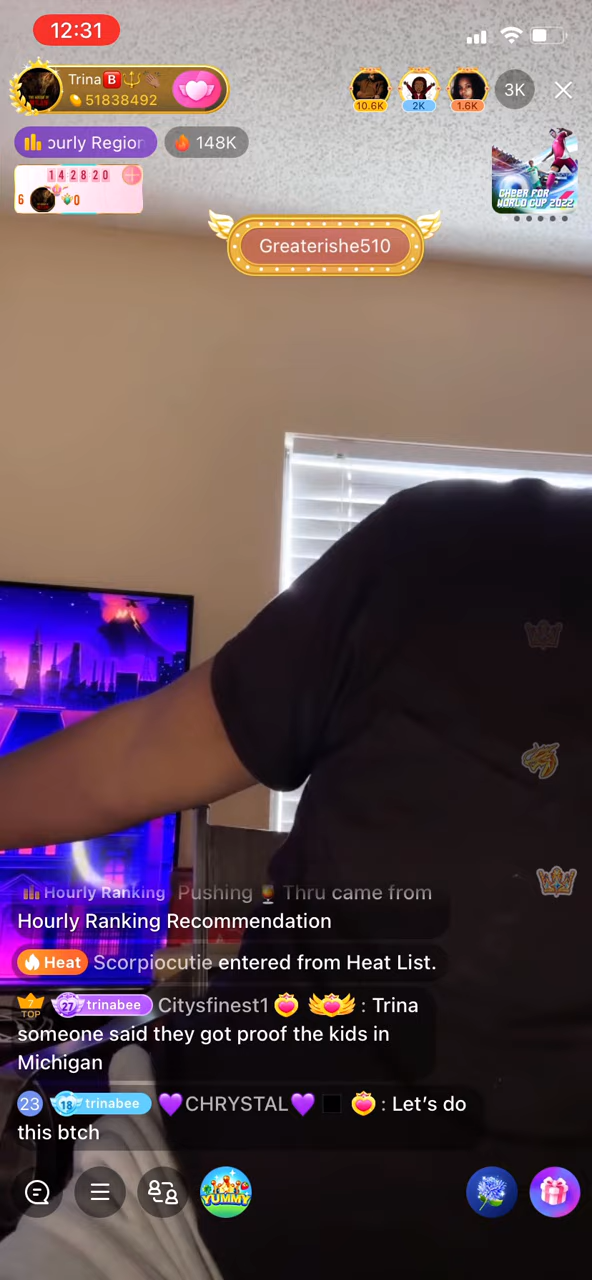 12:31
Trina🅱️🔱
51838492
10.6K
2K
1.6K
3K
ourly Region
148K
142820
6
0
CHEER FOR
WORLD CUP 2022
Greaterishe510
Hourly Ranking Pushing🍹Thru came from
Hourly Ranking Recommendation
Heat Scorpiocutie entered from Heat List.
TOP 27 trinabee Citysfinest1 : Trina
someone said they got proof the kids in
Michigan
23 18 trinabee 💜CHRYSTAL💜⬛ : Let's do
this btch
YUMMY